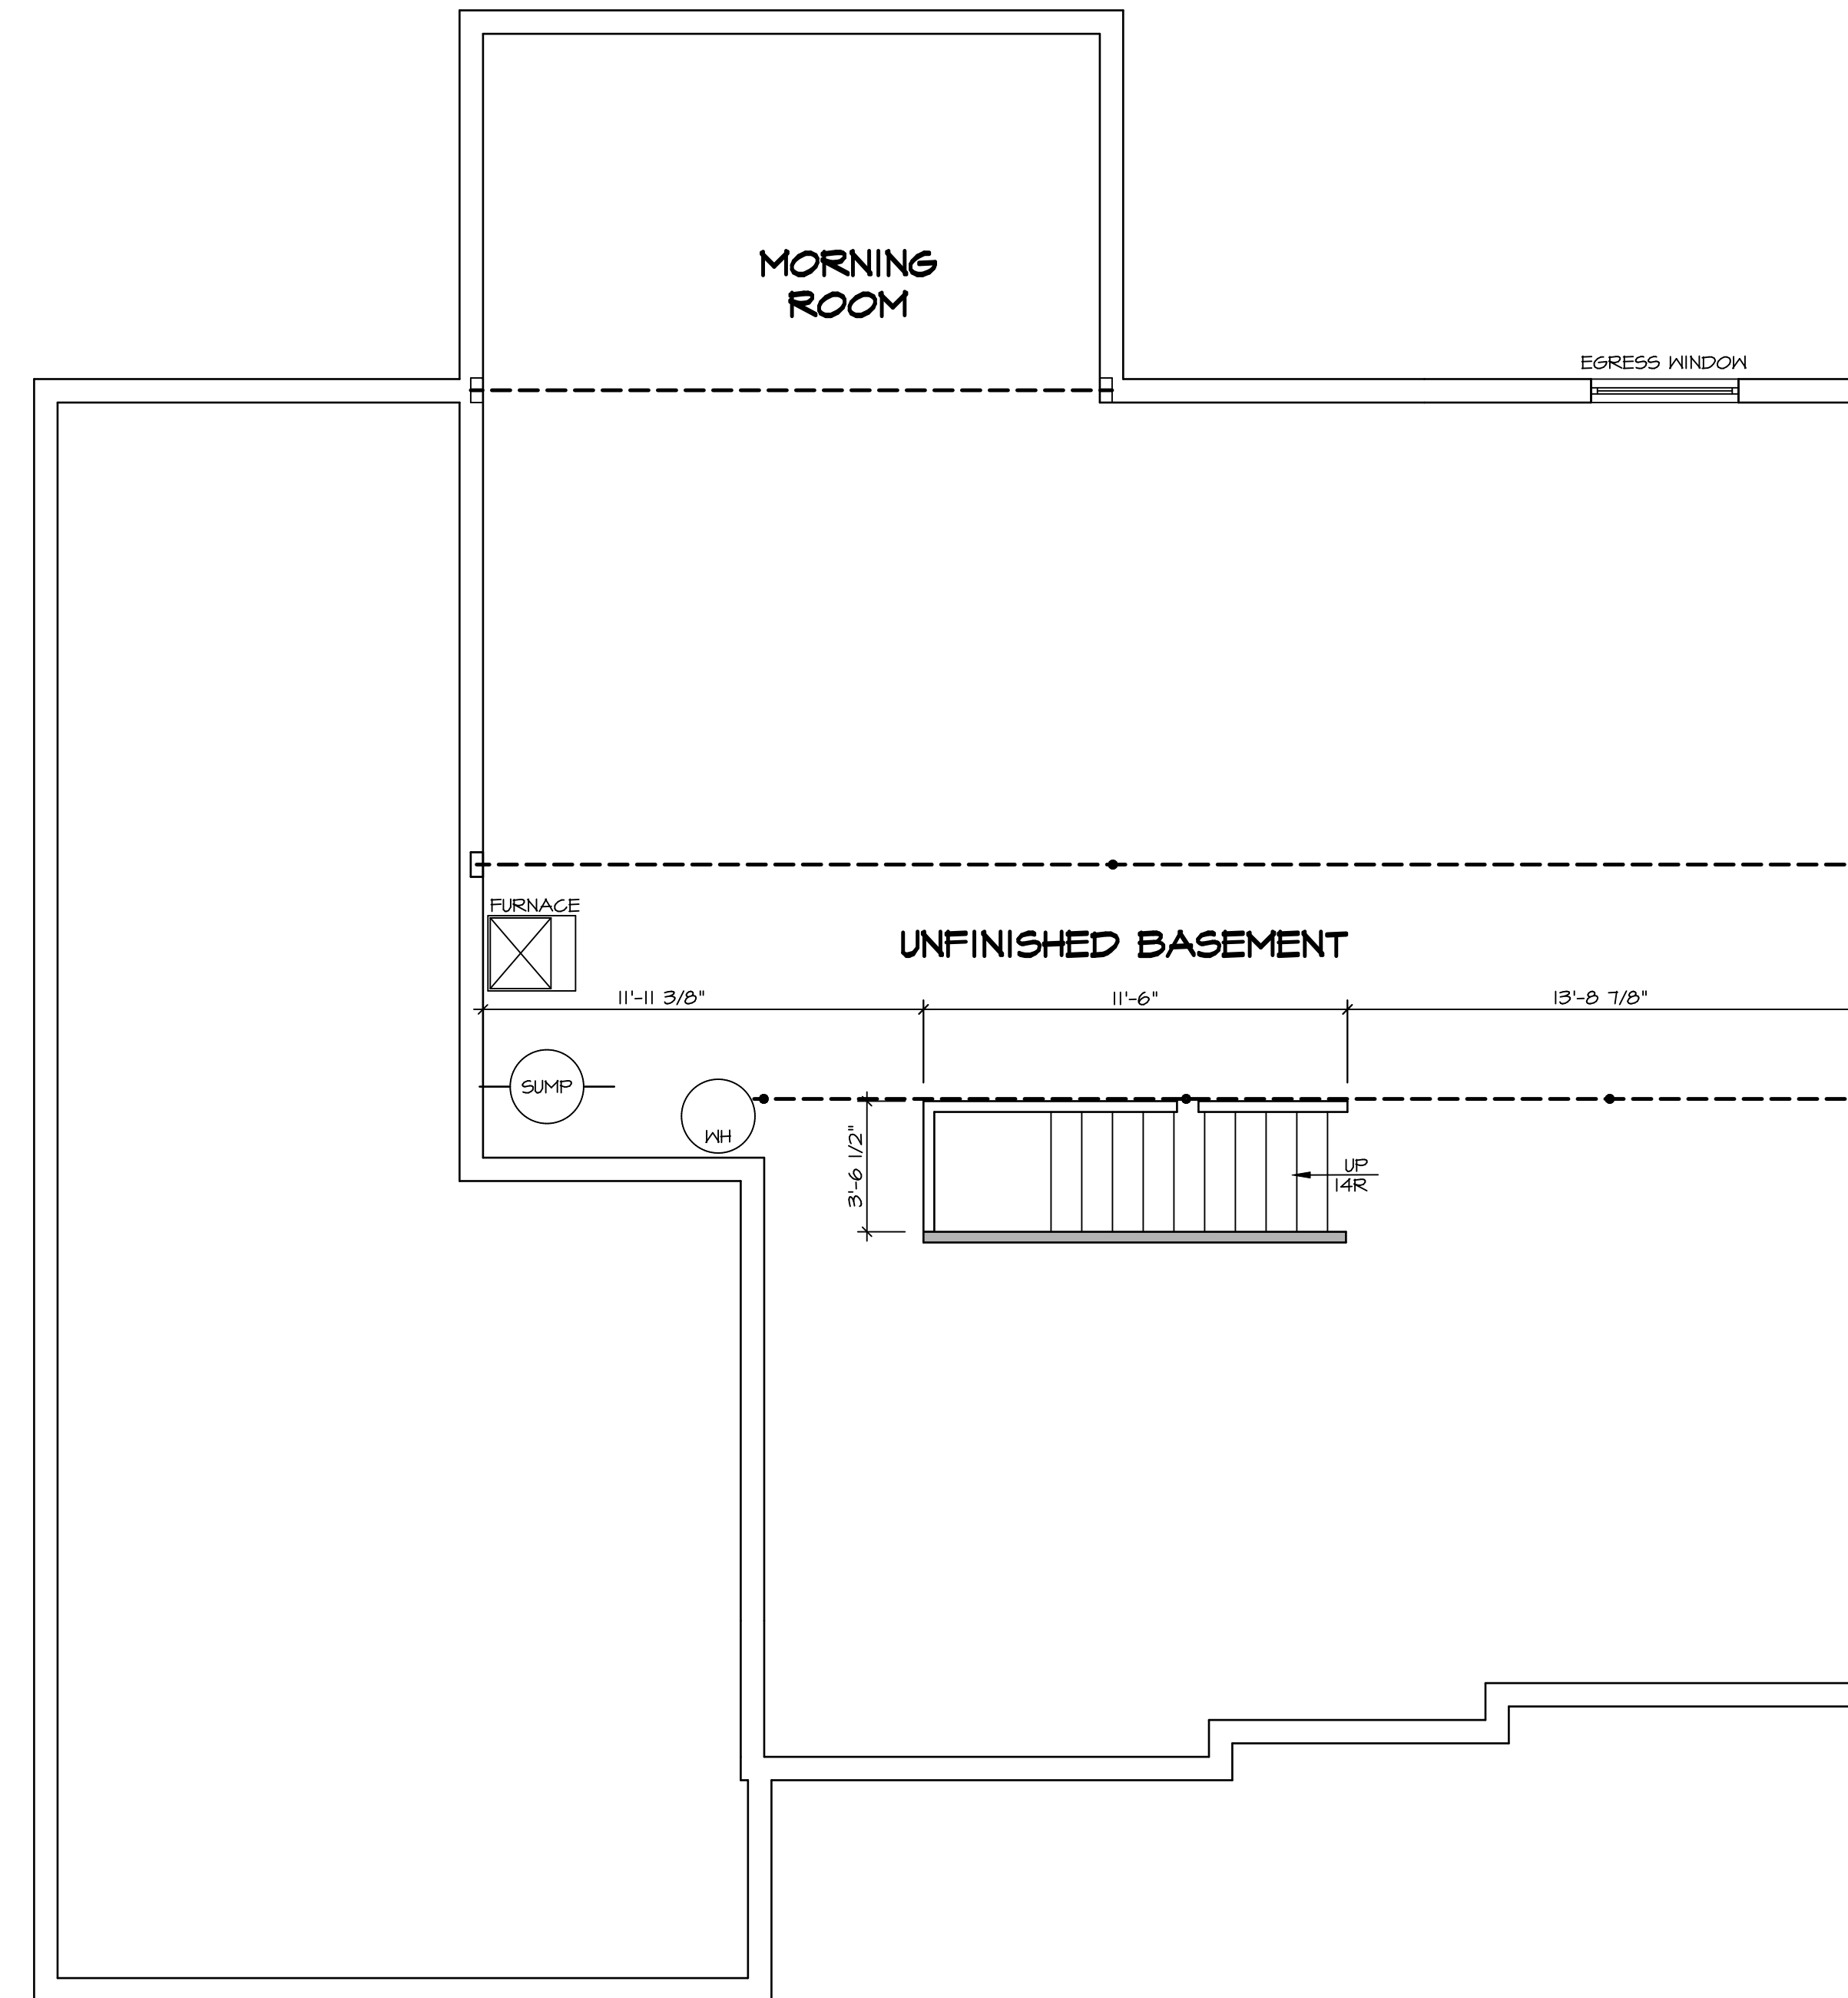 MORNING
ROOM
EGRESS WINDOW
FURNACE
UNFINISHED BASEMENT
11'-11 3/8"
11'-6"
13'-8 7/8"
SUMP
WH
3'-6 1/2"
UP
14R